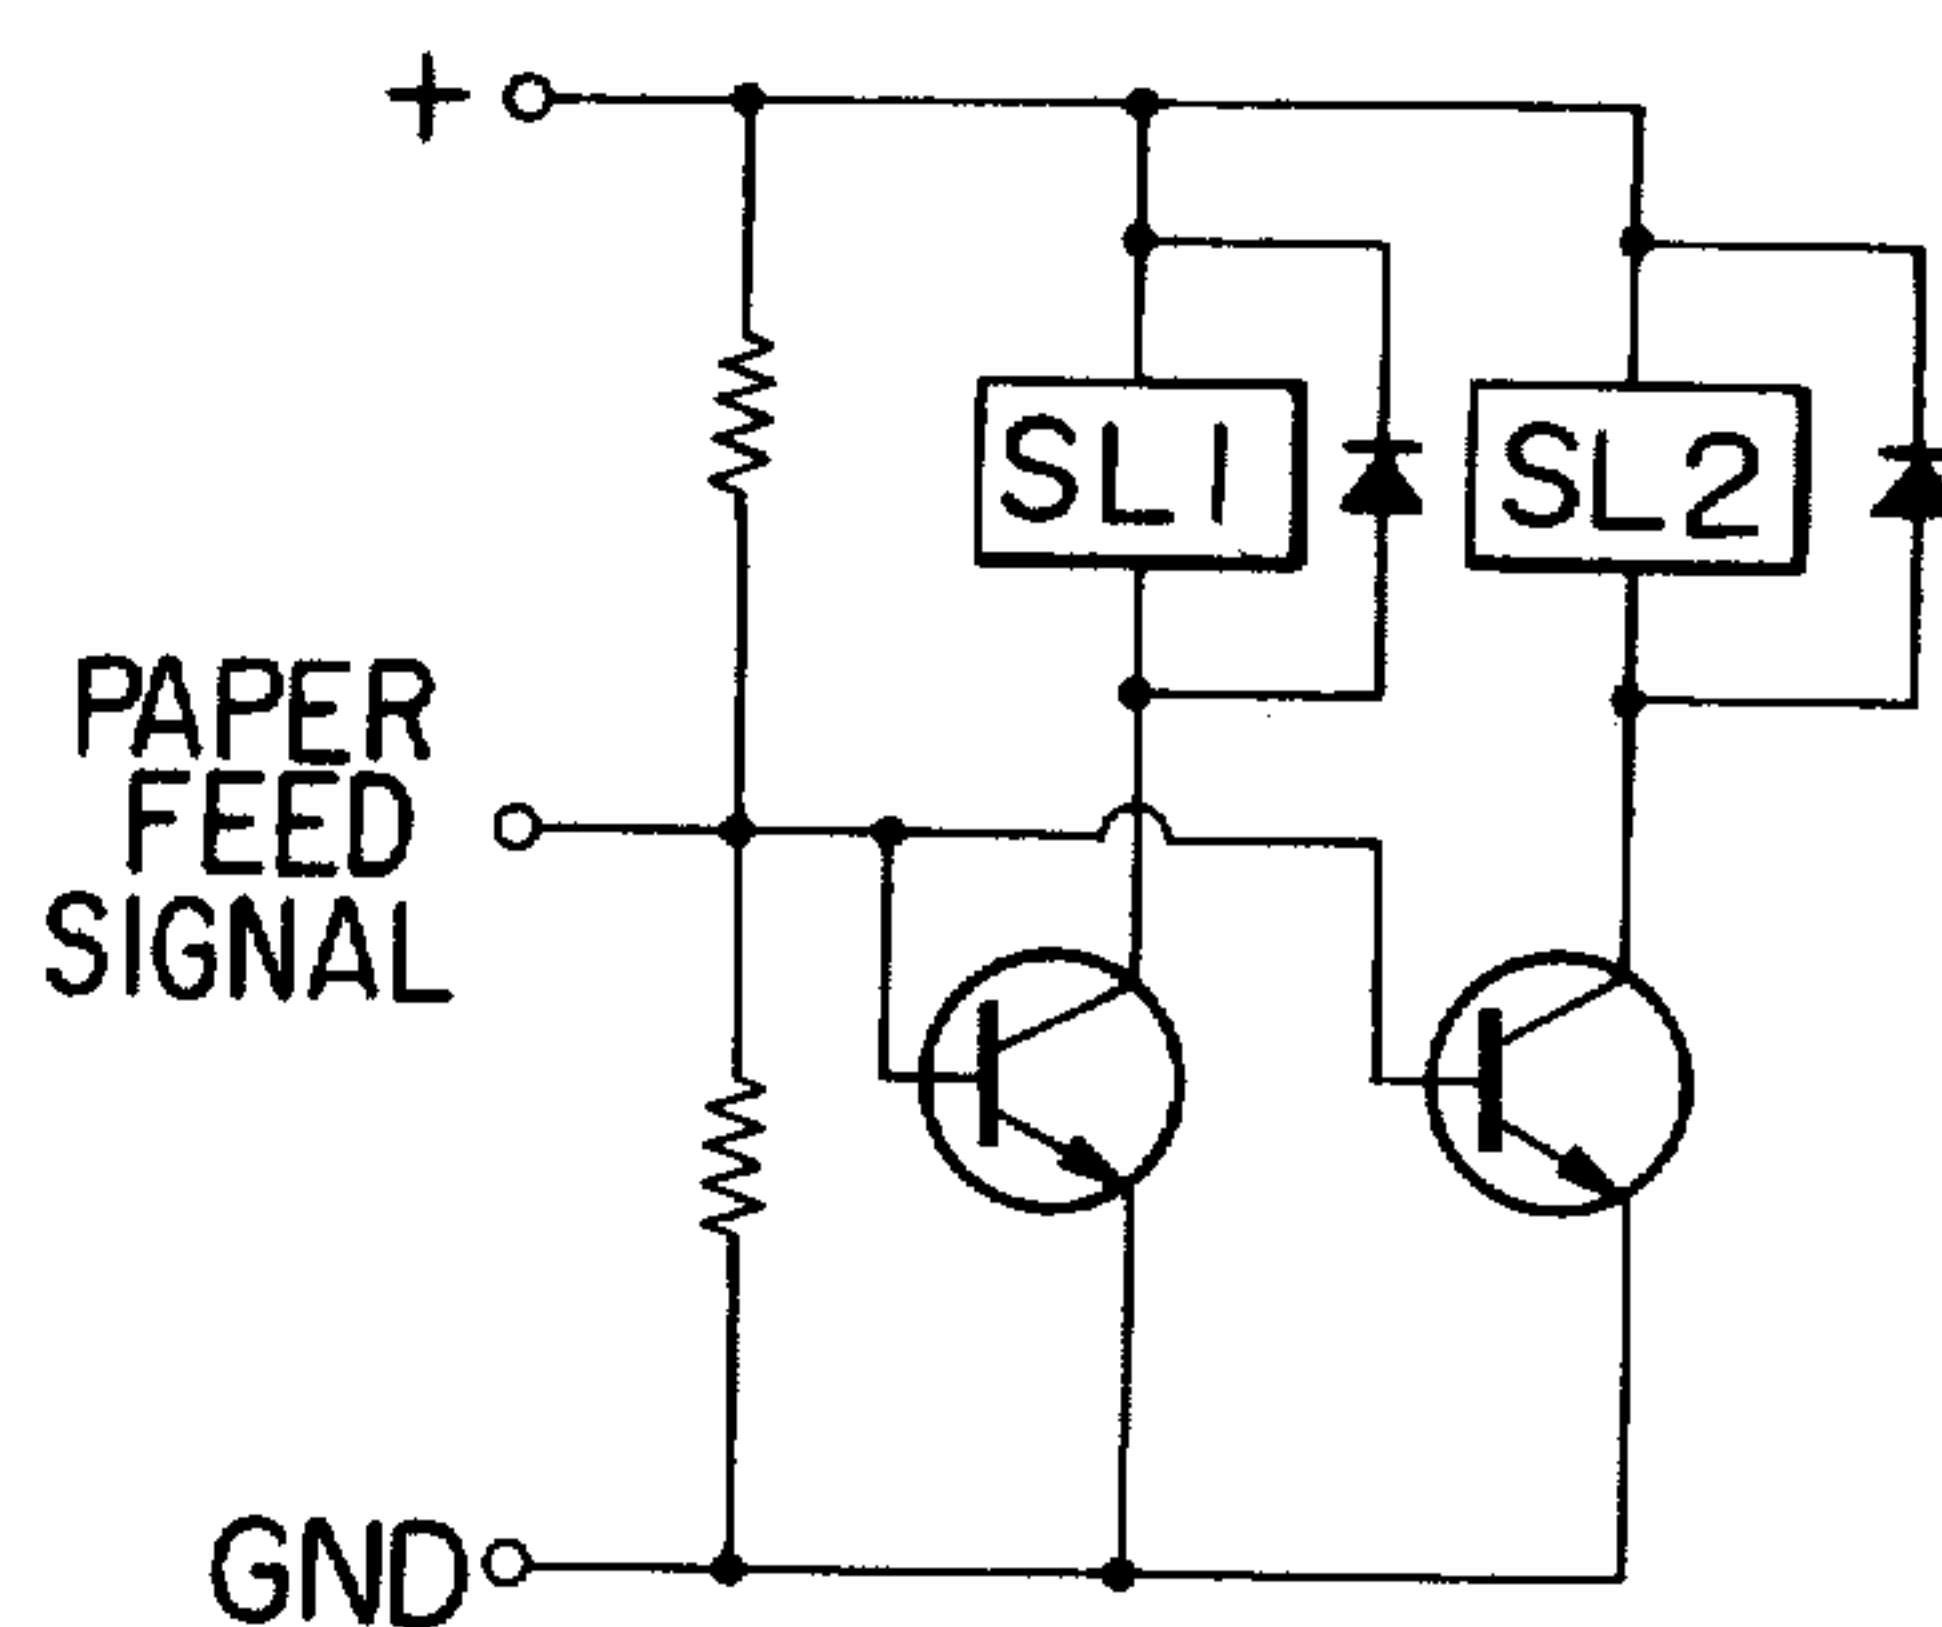 +
SL1
SL2
PAPER
FEED
SIGNAL
GND